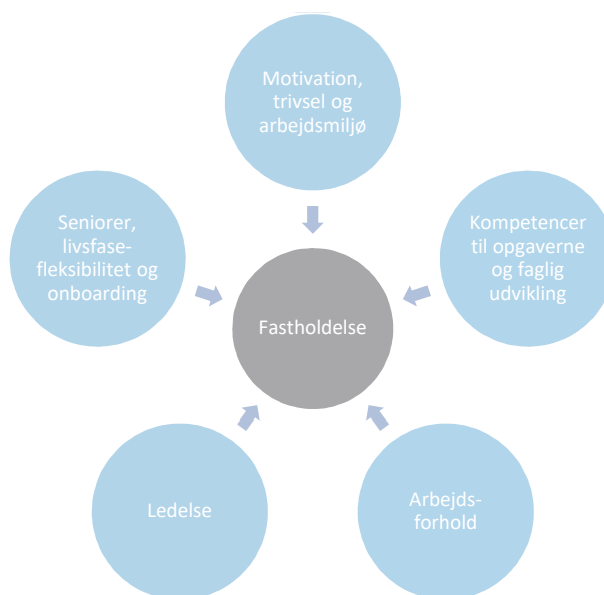 Motivation,
trivsel og
arbejdsmiljø
Seniorer,
livsfase-
fleksibilitet og
onboarding
Kompetencer
til opgaverne
og faglig
udvikling
Fastholdelse
Ledelse
Arbejds-
forhold